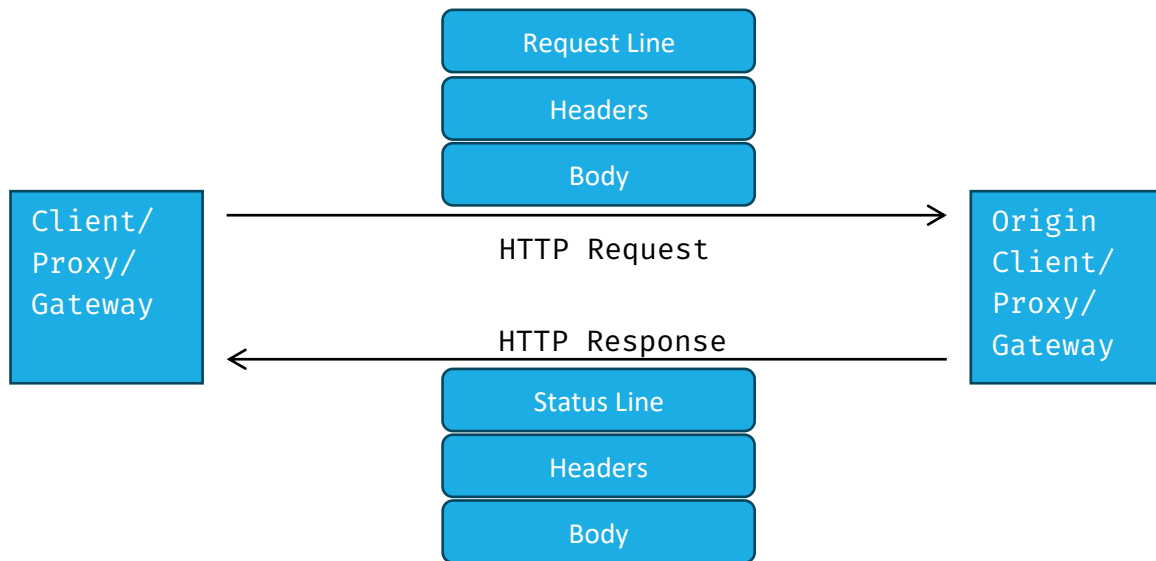 Request Line
Headers
Body
Client/
Proxy/
Gateway
HTTP Request
Origin
Client/
Proxy/
Gateway
HTTP Response
Status Line
Headers
Body